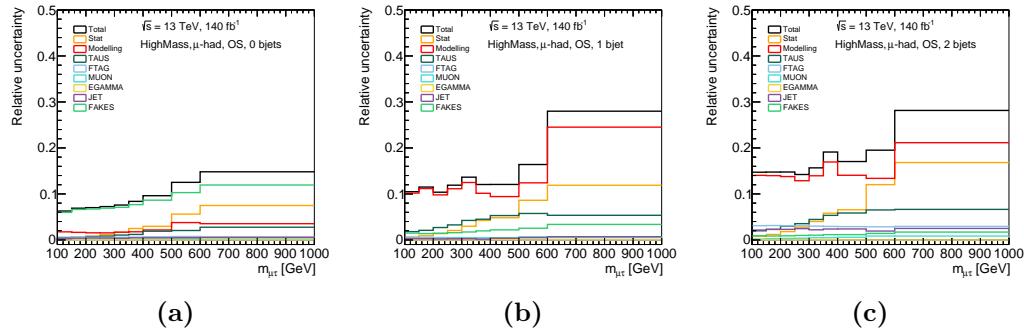 Relative uncertainty
0.5
0.4
0.3
0.2
0.1
0
√s = 13 TeV, 140 fb⁻¹
HighMass, μ-had, OS, 0 bjets
Total
Stat
Modelling
TAUS
FTAG
MUON
EGAMMA
JET
FAKES
100 200 300 400 500 600 700 800 900 1000
m_μτ [GeV]
(a)
Relative uncertainty
0.5
0.4
0.3
0.2
0.1
0
√s = 13 TeV, 140 fb⁻¹
HighMass, μ-had, OS, 1 bjet
Total
Stat
Modelling
TAUS
FTAG
MUON
EGAMMA
JET
FAKES
100 200 300 400 500 600 700 800 900 1000
m_μτ [GeV]
(b)
Relative uncertainty
0.5
0.4
0.3
0.2
0.1
0
√s = 13 TeV, 140 fb⁻¹
HighMass, μ-had, OS, 2 bjets
Total
Stat
Modelling
TAUS
FTAG
MUON
EGAMMA
JET
FAKES
100 200 300 400 500 600 700 800 900 1000
m_μτ [GeV]
(c)